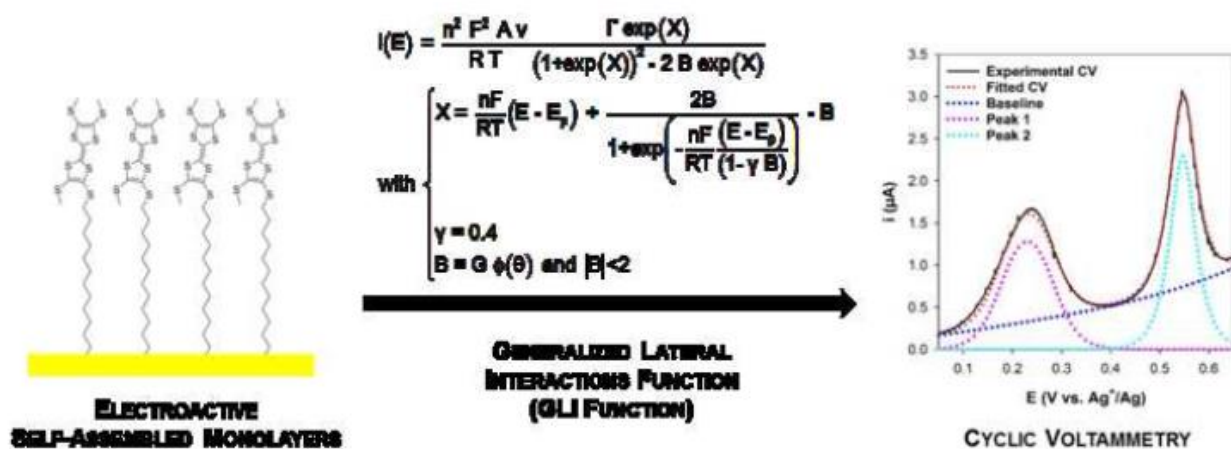 I(E) = n² F² A ν / R T · Γ exp(X) / (1+exp(X))² - 2 B exp(X)
with
X = nF/RT (E - Eₚ) + 2B / 1+exp(-nF/RT (E - Eₚ)/(1- γ B)) - B
γ = 0.4
B = G ϕ(θ) and |B|<2
GENERALIZED LATERAL
INTERACTIONS FUNCTION
(GLI FUNCTION)
S S S S S S S S
S S S S S S S S
S S S S S S S S
S S S S S S S S
ELECTROACTIVE
SELF-ASSEMBLED MONOLAYERS
Experimental CV
Fitted CV
Baseline
Peak 1
Peak 2
i (µA)
3.5
3.0
2.5
2.0
1.5
1.0
0.5
0.0
0.1 0.2 0.3 0.4 0.5 0.6
E (V vs. Ag⁺/Ag)
CYCLIC VOLTAMMETRY